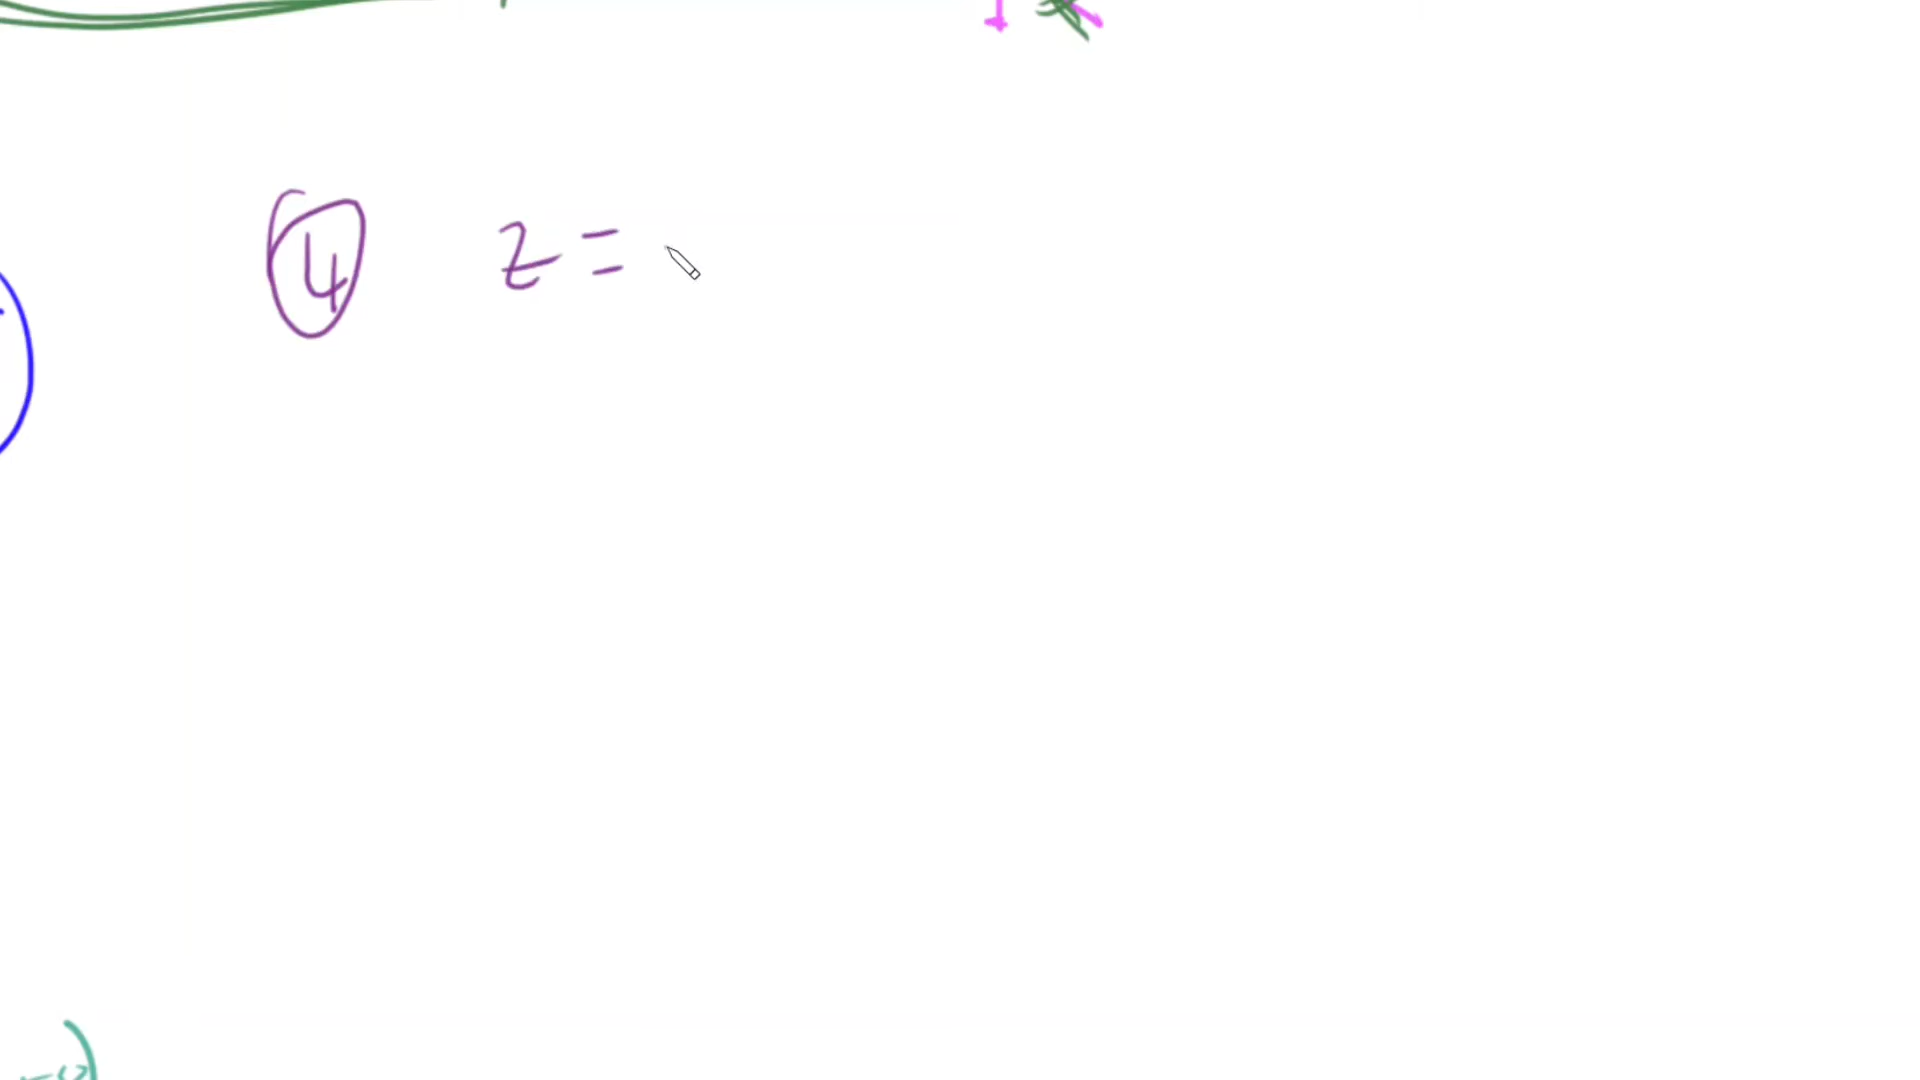 ④ z =